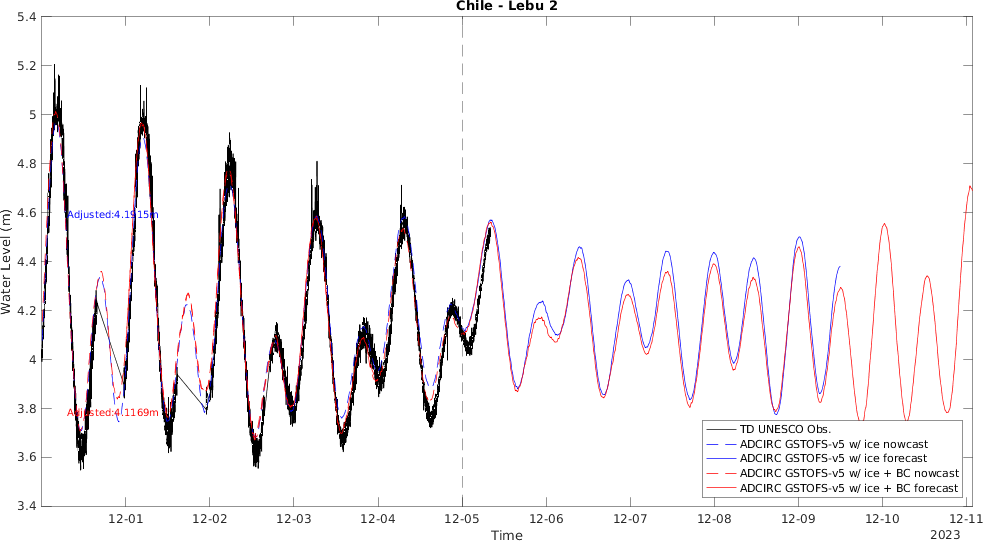 Chile - Lebu 2
5.4
5.2
5
4.8
4.6
4.4
4.2
4
3.8
3.6
3.4
Water Level (m)
Adjusted:4.1915m
Adjusted:4.1169m
TD UNESCO Obs.
ADCIRC GSTOFS-v5 w/ ice nowcast
ADCIRC GSTOFS-v5 w/ ice forecast
ADCIRC GSTOFS-v5 w/ ice + BC nowcast
ADCIRC GSTOFS-v5 w/ ice + BC forecast
12-01 12-02 12-03 12-04 12-05 12-06 12-07 12-08 12-09 12-10 12-11
Time
2023